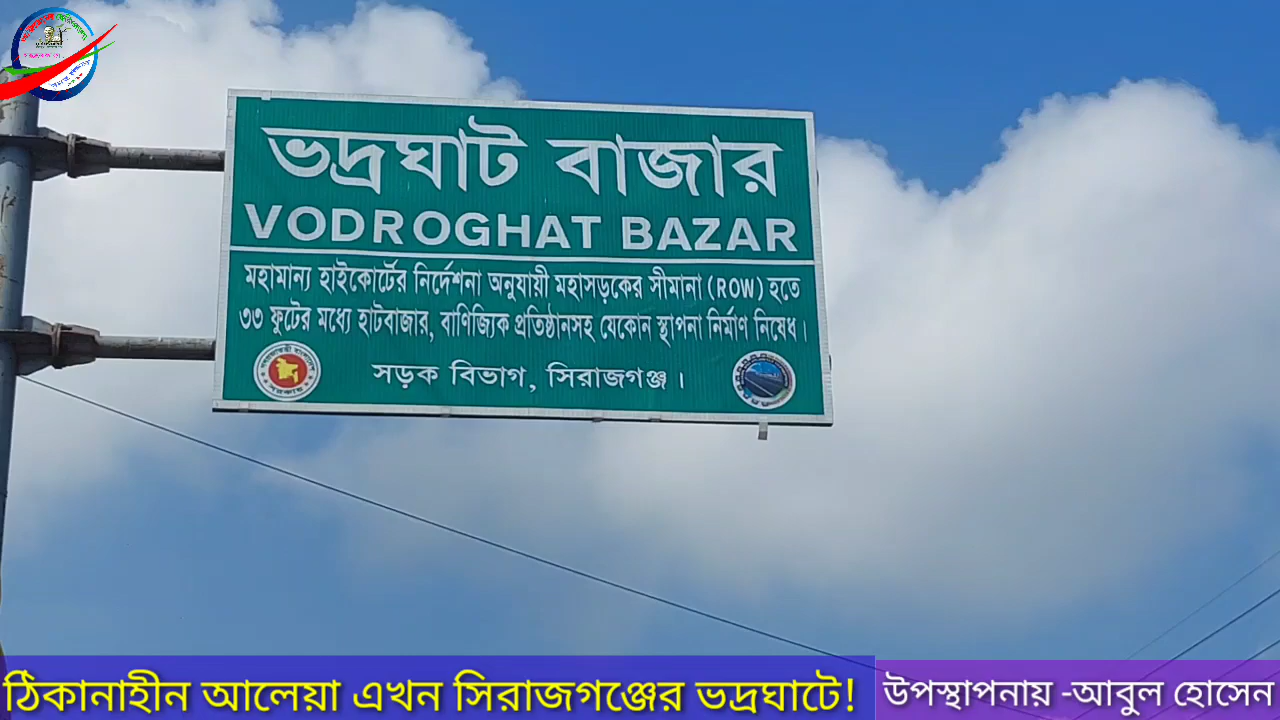 ভদ্রঘাট বাজার
VODROGHAT BAZAR
মহামান্য হাইকোর্টের নির্দেশনা অনুযায়ী মহাসড়কের সীমানা (ROW) হতে
৩৩ ফুটের মধ্যে হাটবাজার, বাণিজ্যিক প্রতিষ্ঠানসহ যেকোন স্থাপনা নির্মাণ নিষেধ।
সড়ক বিভাগ, সিরাজগঞ্জ।
ঠিকানাহীন আলেয়া এখন সিরাজগঞ্জের ভদ্রঘাটে!
উপস্থাপনায় -আবুল হোসেন